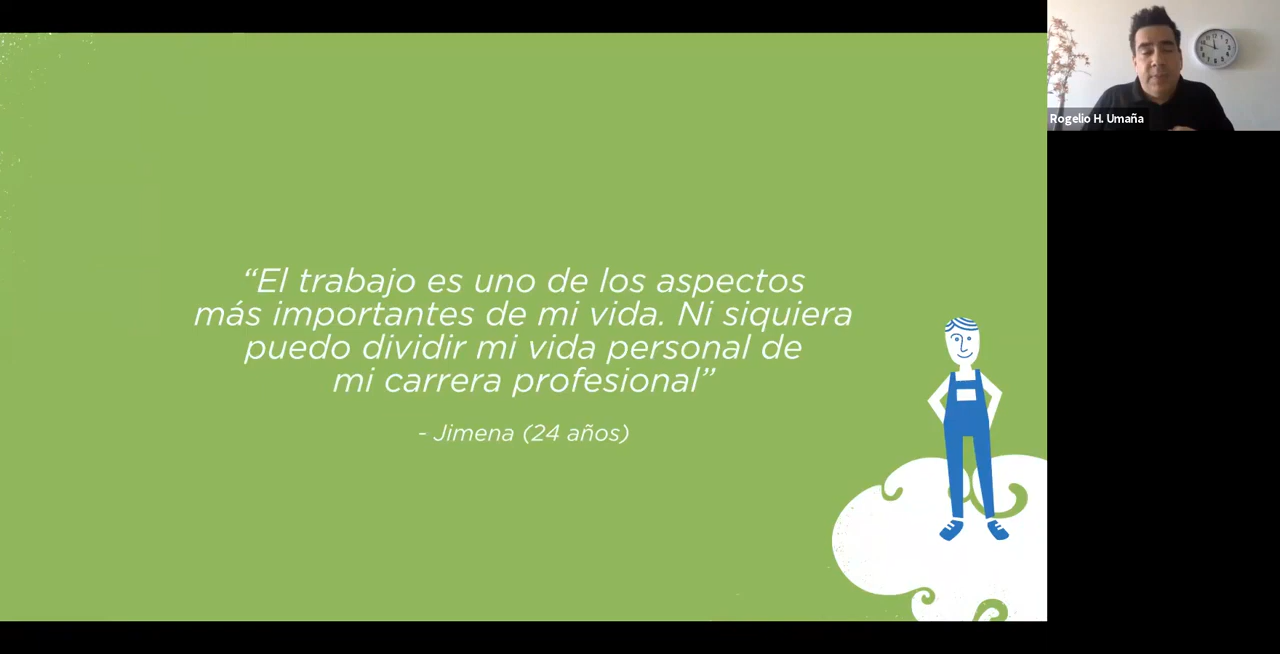 “El trabajo es uno de los aspectos
más importantes de mi vida. Ni siquiera
puedo dividir mi vida personal de
mi carrera profesional”
- Jimena (24 años)
Rogelio H. Umaña